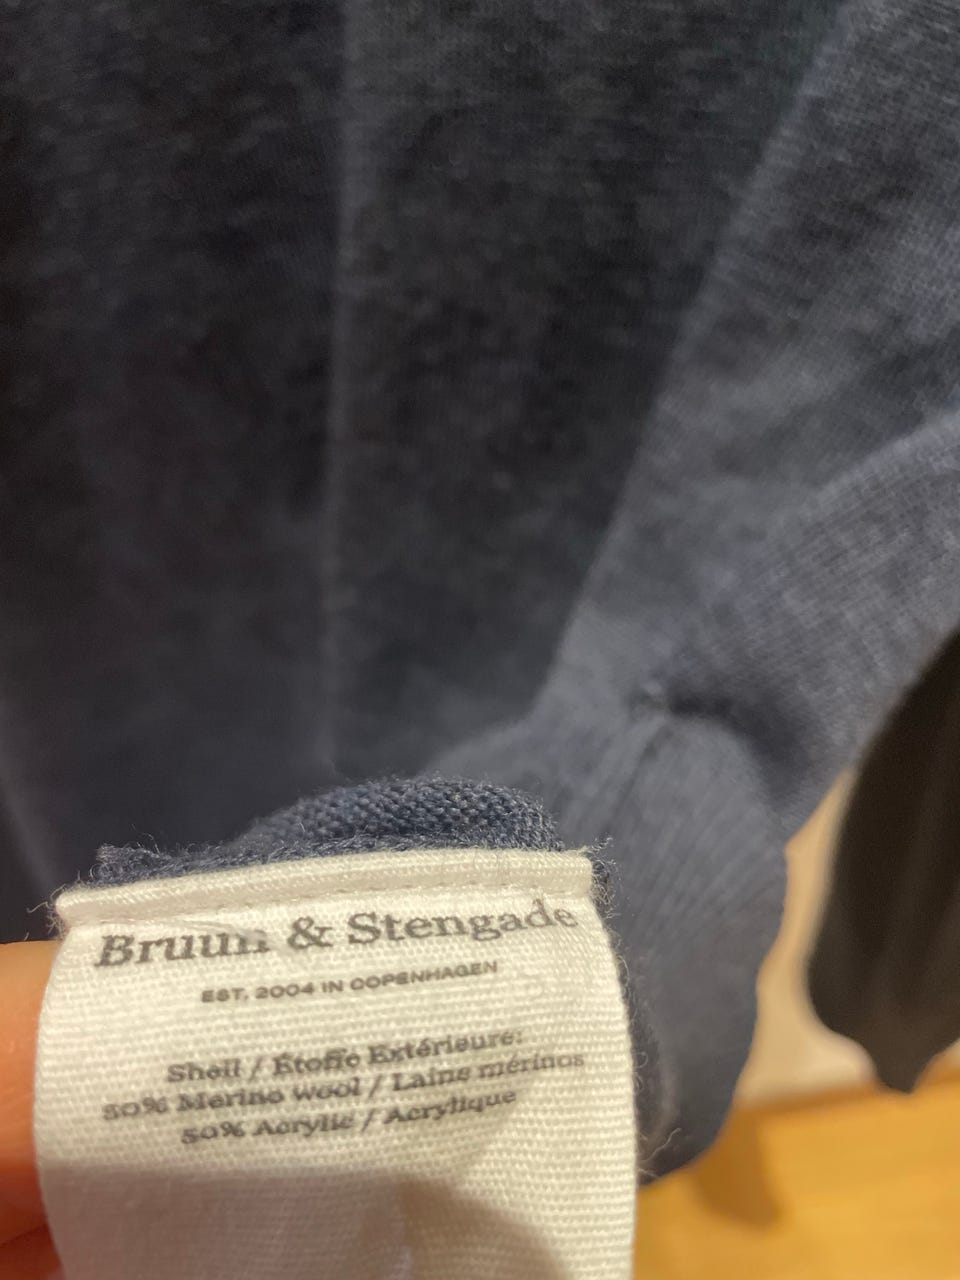 Bruun & Stengade
EST. 2004 IN COPENHAGEN
Shell / Étoffe Extérieure:
50% Merino wool / Laine mérinos
50% Acrylic / Acrylique